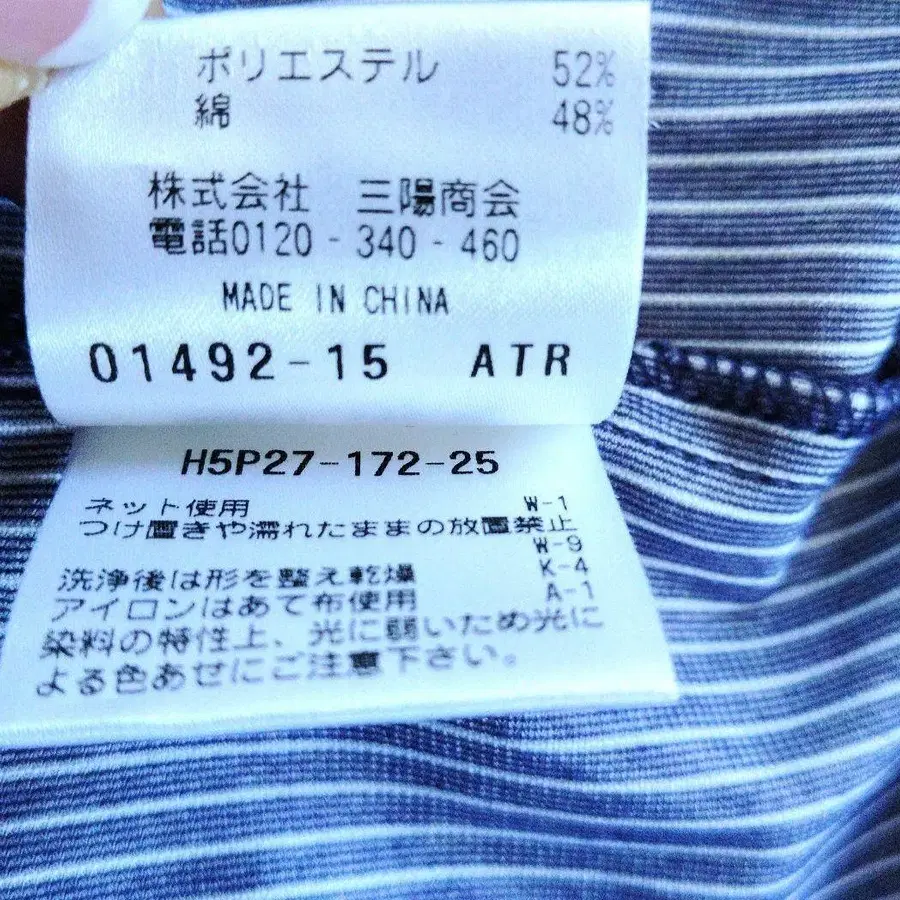 ポリエステル 52%
綿 48%
株式会社 三陽商会
電話0120-340-460
MADE IN CHINA
01492-15 ATR
H5P27-172-25
ネット使用 W-1
つけ置きや濡れたままの放置禁止
W-9
洗浄後は形を整え乾燥 K-4
アイロンはあて布使用 A-1
染料の特性上、光に弱いため光に
よる色あせにご注意下さい。